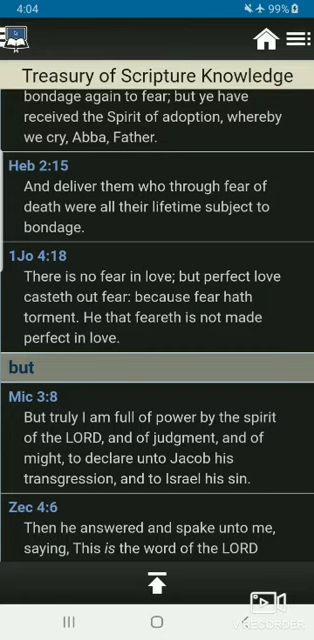 4:04
99%
Treasury of Scripture Knowledge
bondage again to fear; but ye have
received the Spirit of adoption, whereby
we cry, Abba, Father.
Heb 2:15
And deliver them who through fear of
death were all their lifetime subject to
bondage.
1Jo 4:18
There is no fear in love; but perfect love
casteth out fear: because fear hath
torment. He that feareth is not made
perfect in love.
but
Mic 3:8
But truly I am full of power by the spirit
of the LORD, and of judgment, and of
might, to declare unto Jacob his
transgression, and to Israel his sin.
Zec 4:6
Then he answered and spake unto me,
saying, This is the word of the LORD
VRECORDER